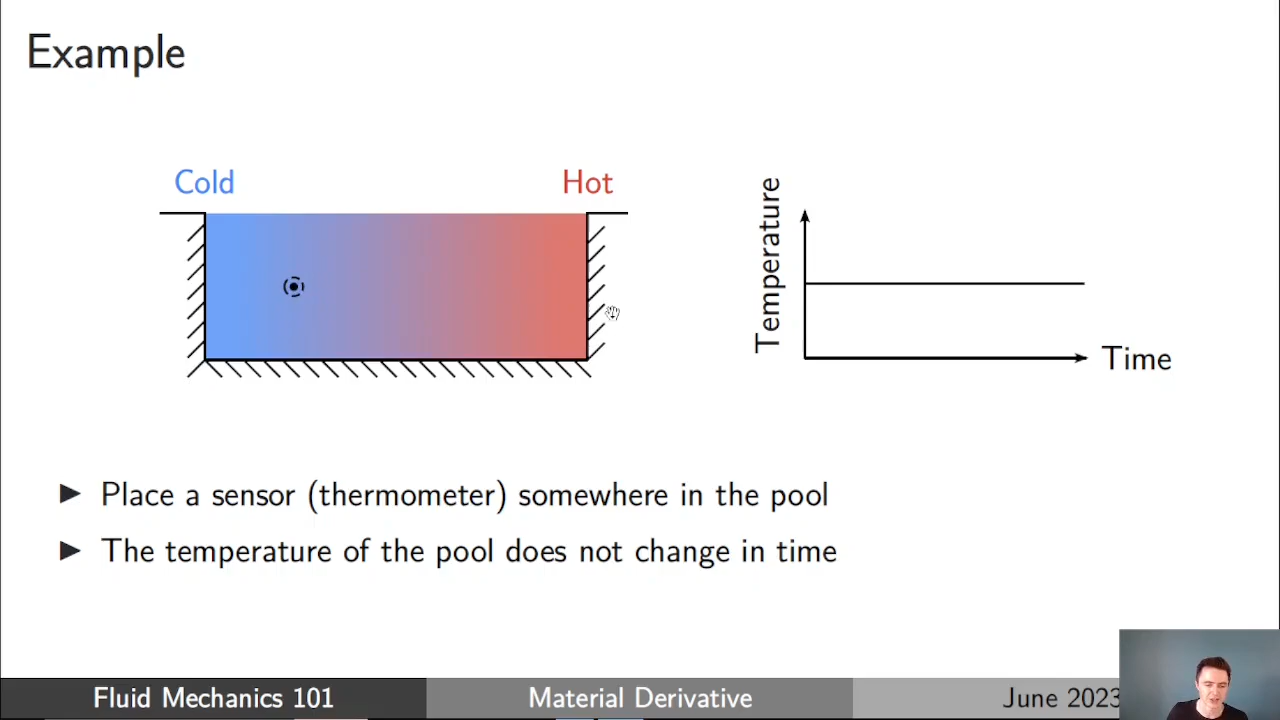 Example
Cold
Hot
Temperature
Time
Place a sensor (thermometer) somewhere in the pool
The temperature of the pool does not change in time
Fluid Mechanics 101
Material Derivative
June 2023